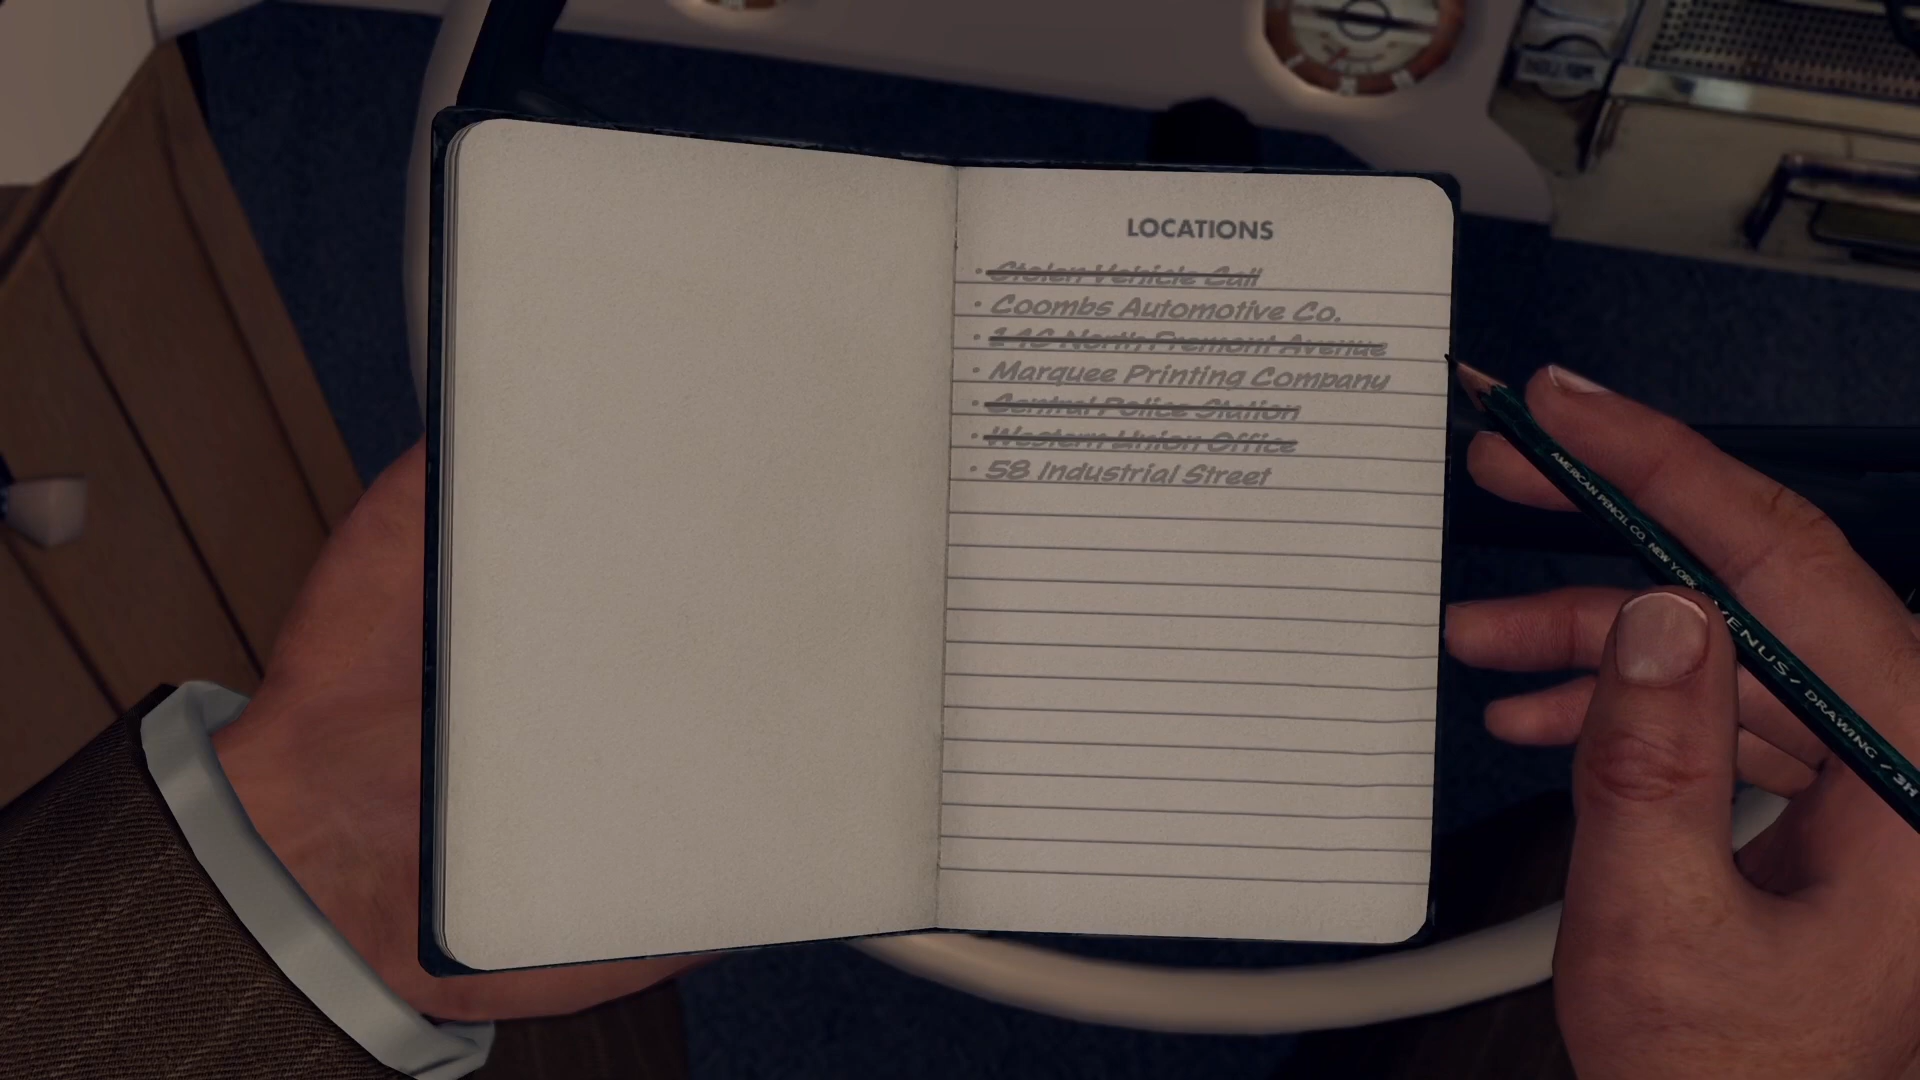 LOCATIONS
• Stolen Vehicle Call
• Coombs Automotive Co.
• 146 North Fremont Avenue
• Marquee Printing Company
• Central Police Station
• Western Union Office
• 58 Industrial Street
AMERICAN PENCIL CO. NEW YORK VENUS / DRAWING / 3H